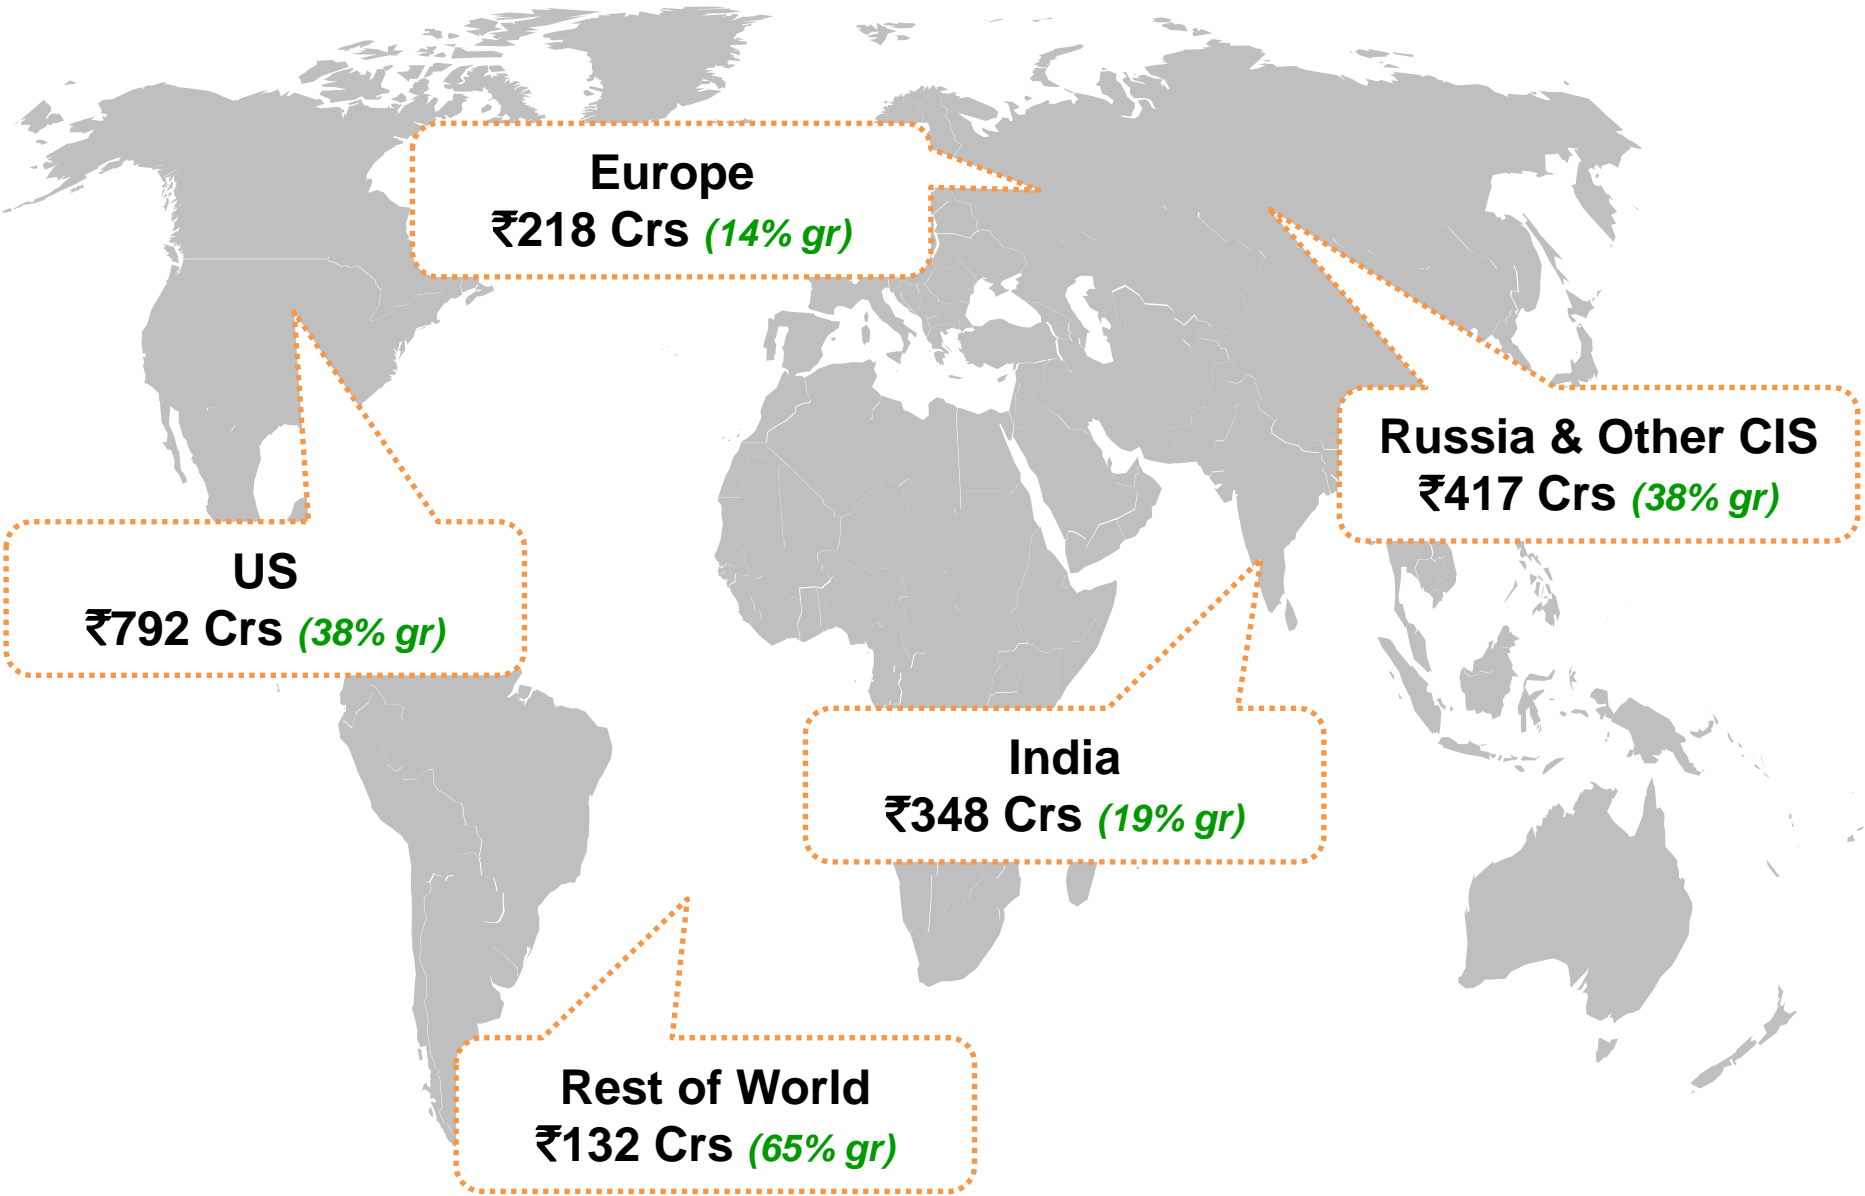 Europe
₹218 Crs (14% gr)
Russia & Other CIS
₹417 Crs (38% gr)
US
₹792 Crs (38% gr)
India
₹348 Crs (19% gr)
Rest of World
₹132 Crs (65% gr)